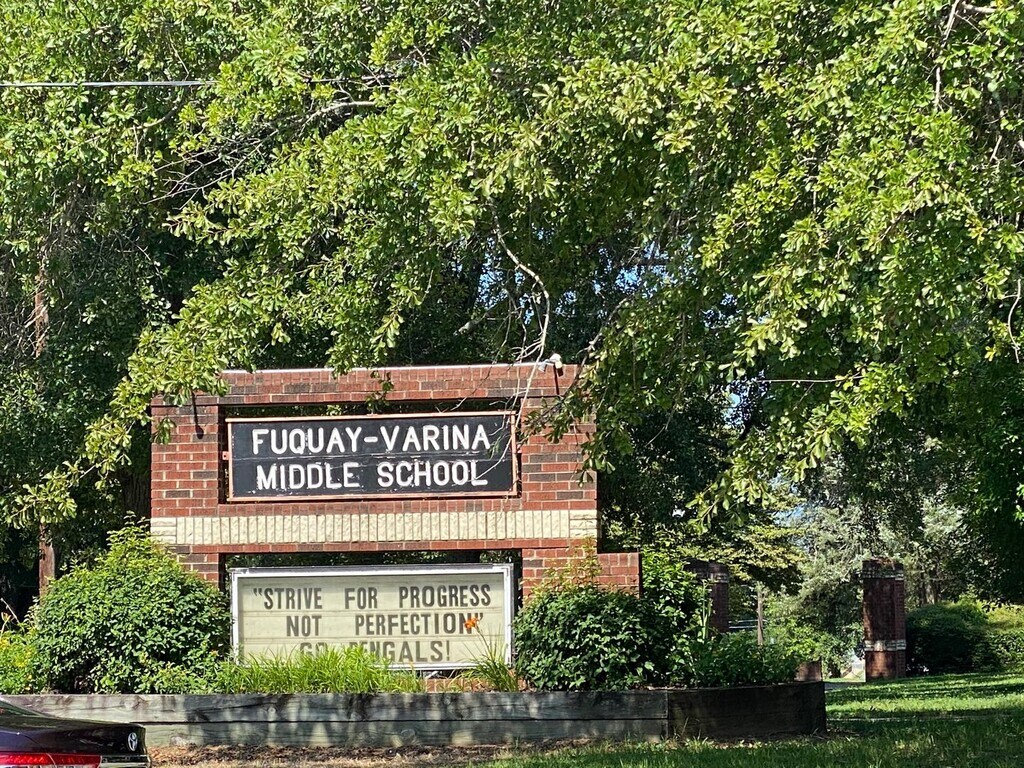 FUQUAY-VARINA
MIDDLE SCHOOL
"STRIVE FOR PROGRESS
NOT PERFECTION"
GO BENGALS!